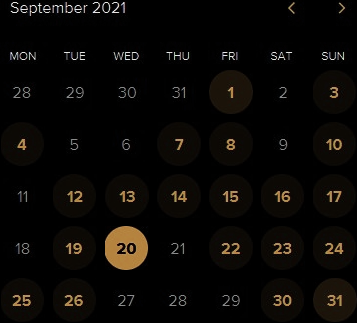 September 2021
MON TUE WED THU FRI SAT SUN
28 29 30 31 1 2 3
4 5 6 7 8 9 10
11 12 13 14 15 16 17
18 19 20 21 22 23 24
25 26 27 28 29 30 31